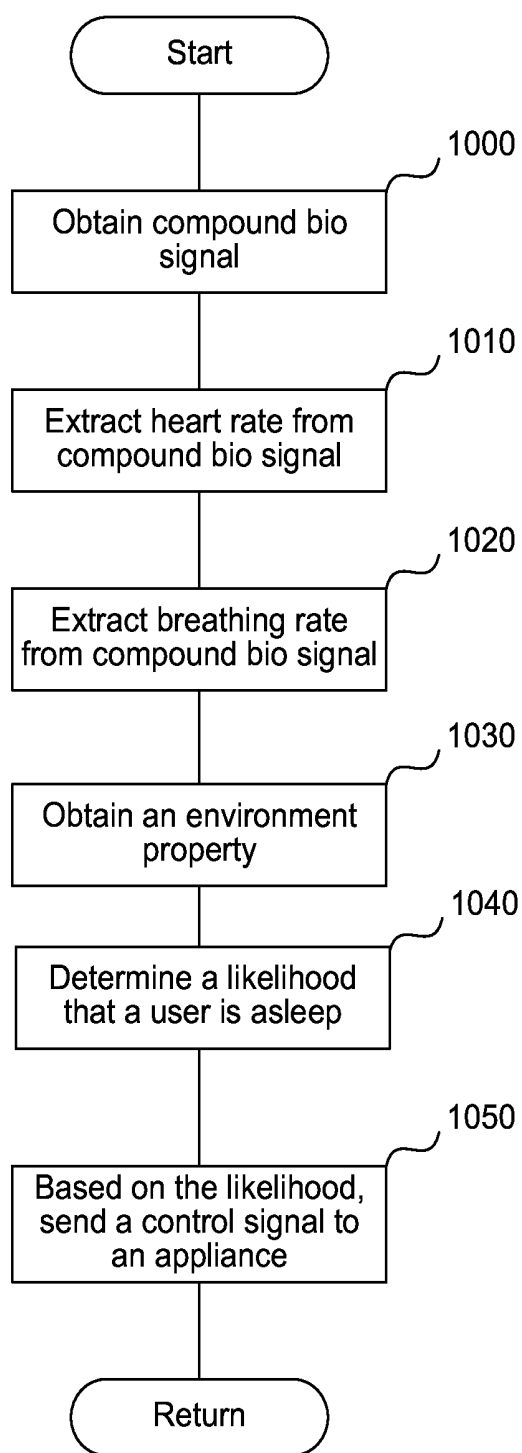 Start
1000
Obtain compound bio
signal
1010
Extract heart rate from
compound bio signal
1020
Extract breathing rate
from compound bio signal
1030
Obtain an environment
property
1040
Determine a likelihood
that a user is asleep
1050
Based on the likelihood,
send a control signal to
an appliance
Return